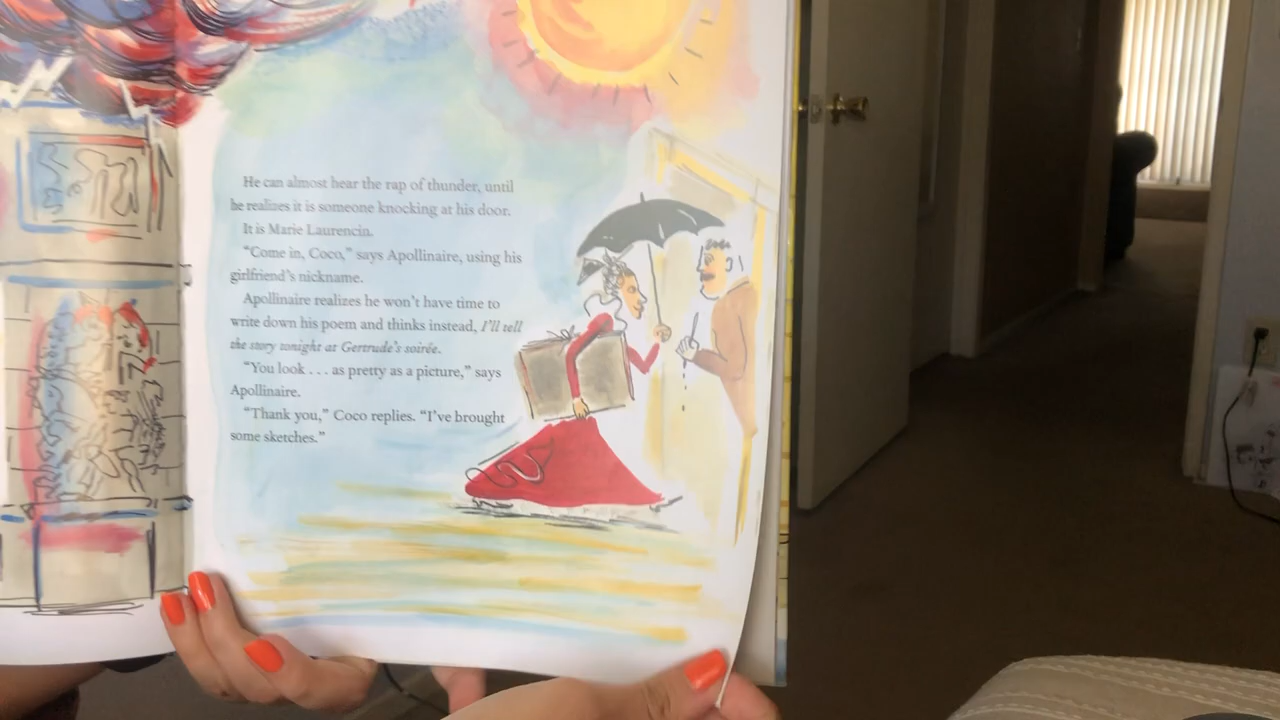 He can almost hear the rap of thunder, until
he realizes it is someone knocking at his door.
It is Marie Laurencin.
“Come in, Coco,” says Apollinaire, using his
girlfriend’s nickname.
Apollinaire realizes he won’t have time to
write down his poem and thinks instead, I’ll tell
the story tonight at Gertrude’s soirée.
“You look . . . as pretty as a picture,” says
Apollinaire.
“Thank you,” Coco replies. “I’ve brought
some sketches.”